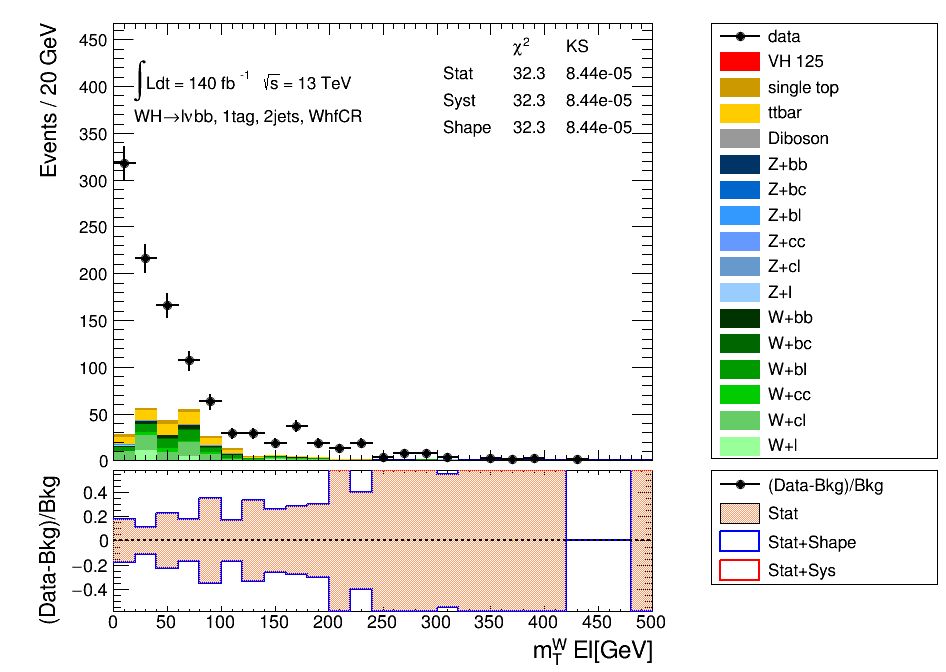 Events / 20 GeV
450
400
350
300
250
200
150
100
50
0
∫Ldt = 140 fb⁻¹ √s = 13 TeV
WH→lνbb, 1tag, 2jets, WhfCR
χ² KS
Stat 32.3 8.44e-05
Syst 32.3 8.44e-05
Shape 32.3 8.44e-05
data
VH 125
single top
ttbar
Diboson
Z+bb
Z+bc
Z+bl
Z+cc
Z+cl
Z+l
W+bb
W+bc
W+bl
W+cc
W+cl
W+l
(Data-Bkg)/Bkg
0.4
0.2
0
−0.2
−0.4
0 50 100 150 200 250 300 350 400 450 500
m_T^W El[GeV]
(Data-Bkg)/Bkg
Stat
Stat+Shape
Stat+Sys